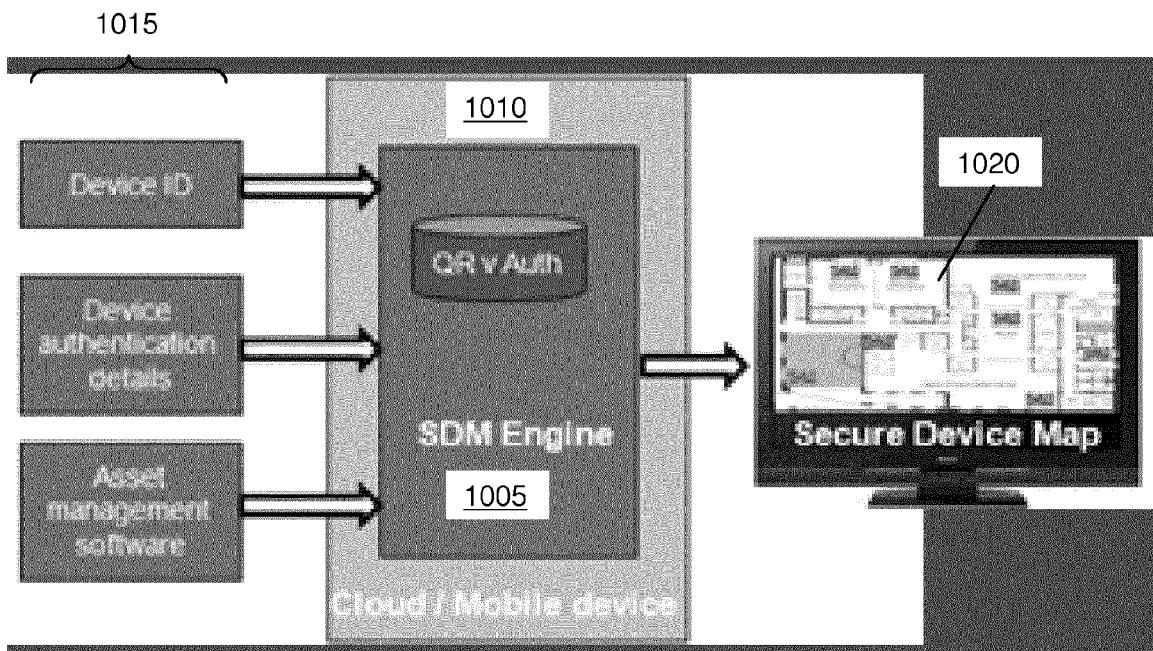 1015
1010
1020
Device ID
QR v Auth
Device
authentication
details
SDM Engine
Secure Device Map
1005
Asset
management
software
Cloud / Mobile device